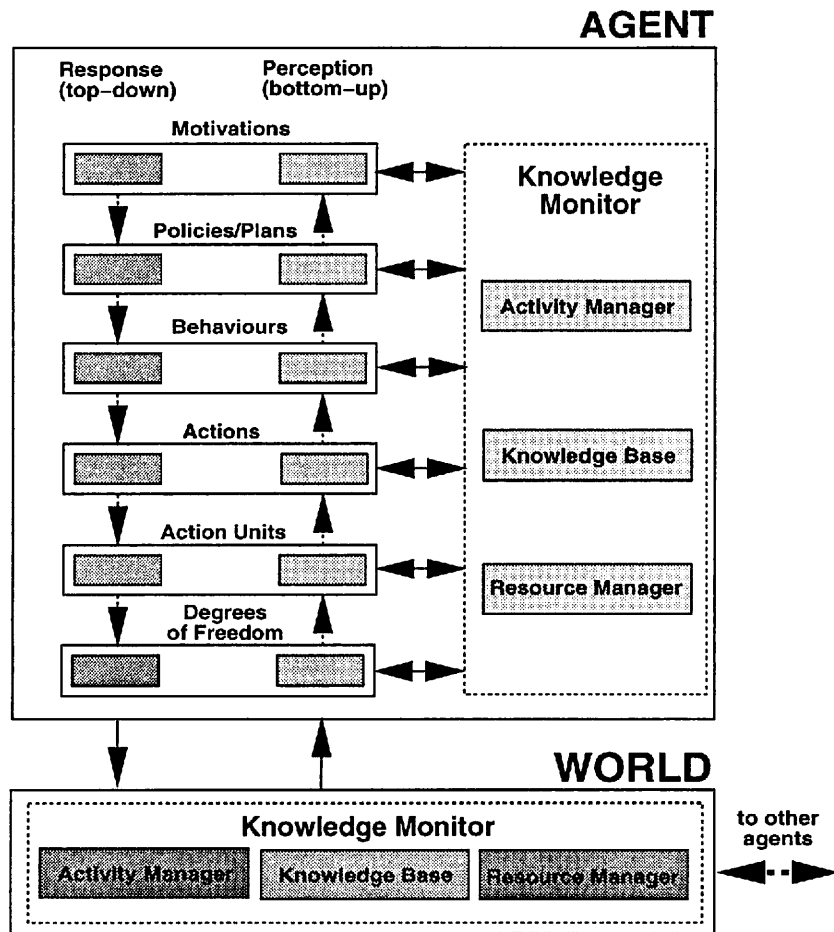 AGENT
Response
(top-down)
Perception
(bottom-up)
Motivations
Policies/Plans
Behaviours
Actions
Action Units
Degrees
of Freedom
Knowledge
Monitor
Activity Manager
Knowledge Base
Resource Manager
WORLD
Knowledge Monitor
Activity Manager
Knowledge Base
Resource Manager
to other
agents